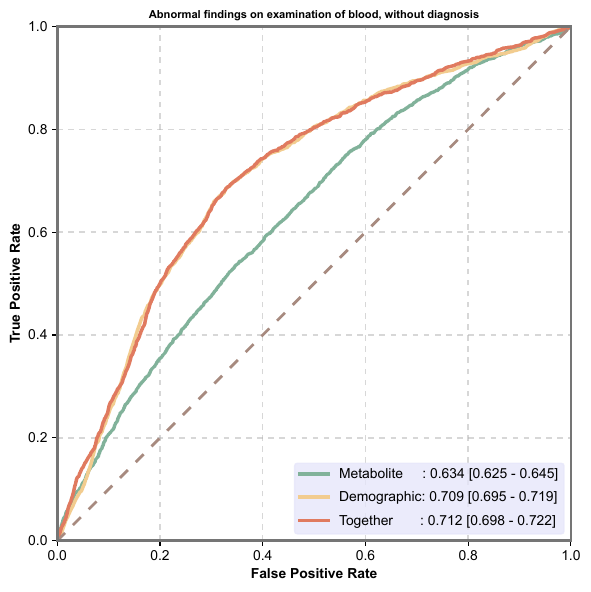 Abnormal findings on examination of blood, without diagnosis
1.0
0.8
0.6
0.4
0.2
0.0
True Positive Rate
Metabolite : 0.634 [0.625 - 0.645]
Demographic: 0.709 [0.695 - 0.719]
Together : 0.712 [0.698 - 0.722]
0.0 0.2 0.4 0.6 0.8 1.0
False Positive Rate